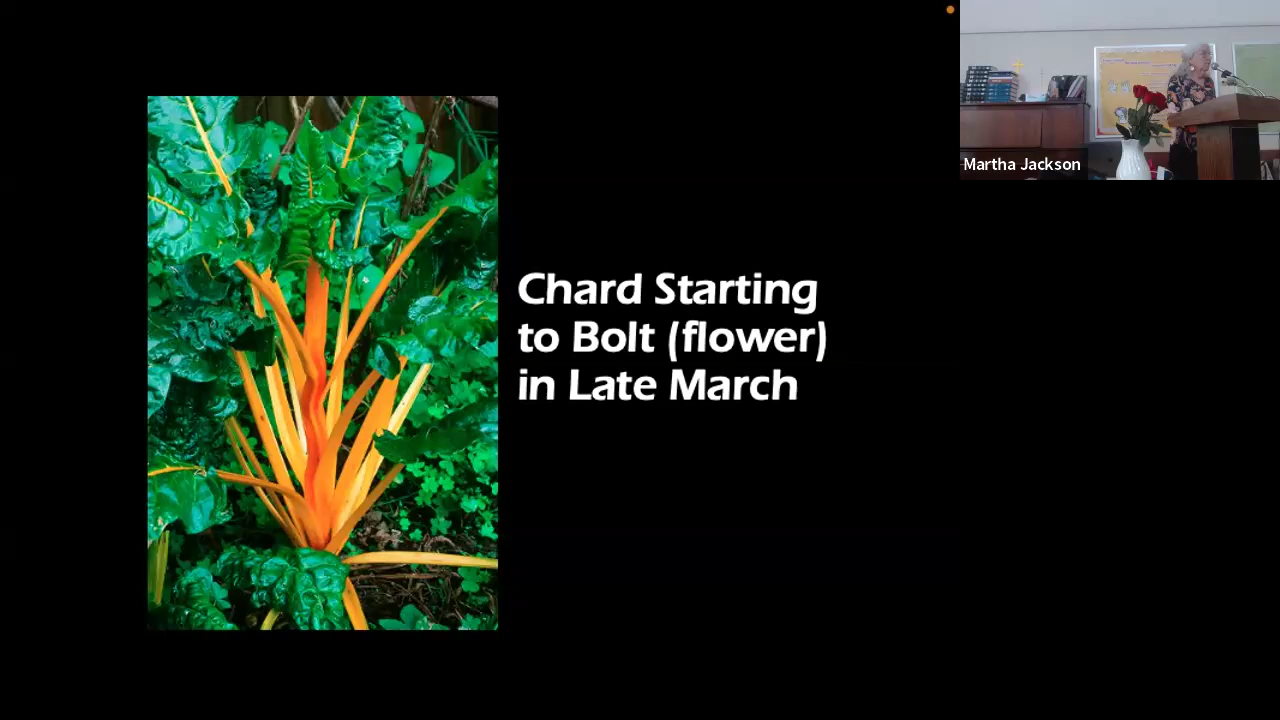 Chard Starting
to Bolt (flower)
in Late March
Martha Jackson